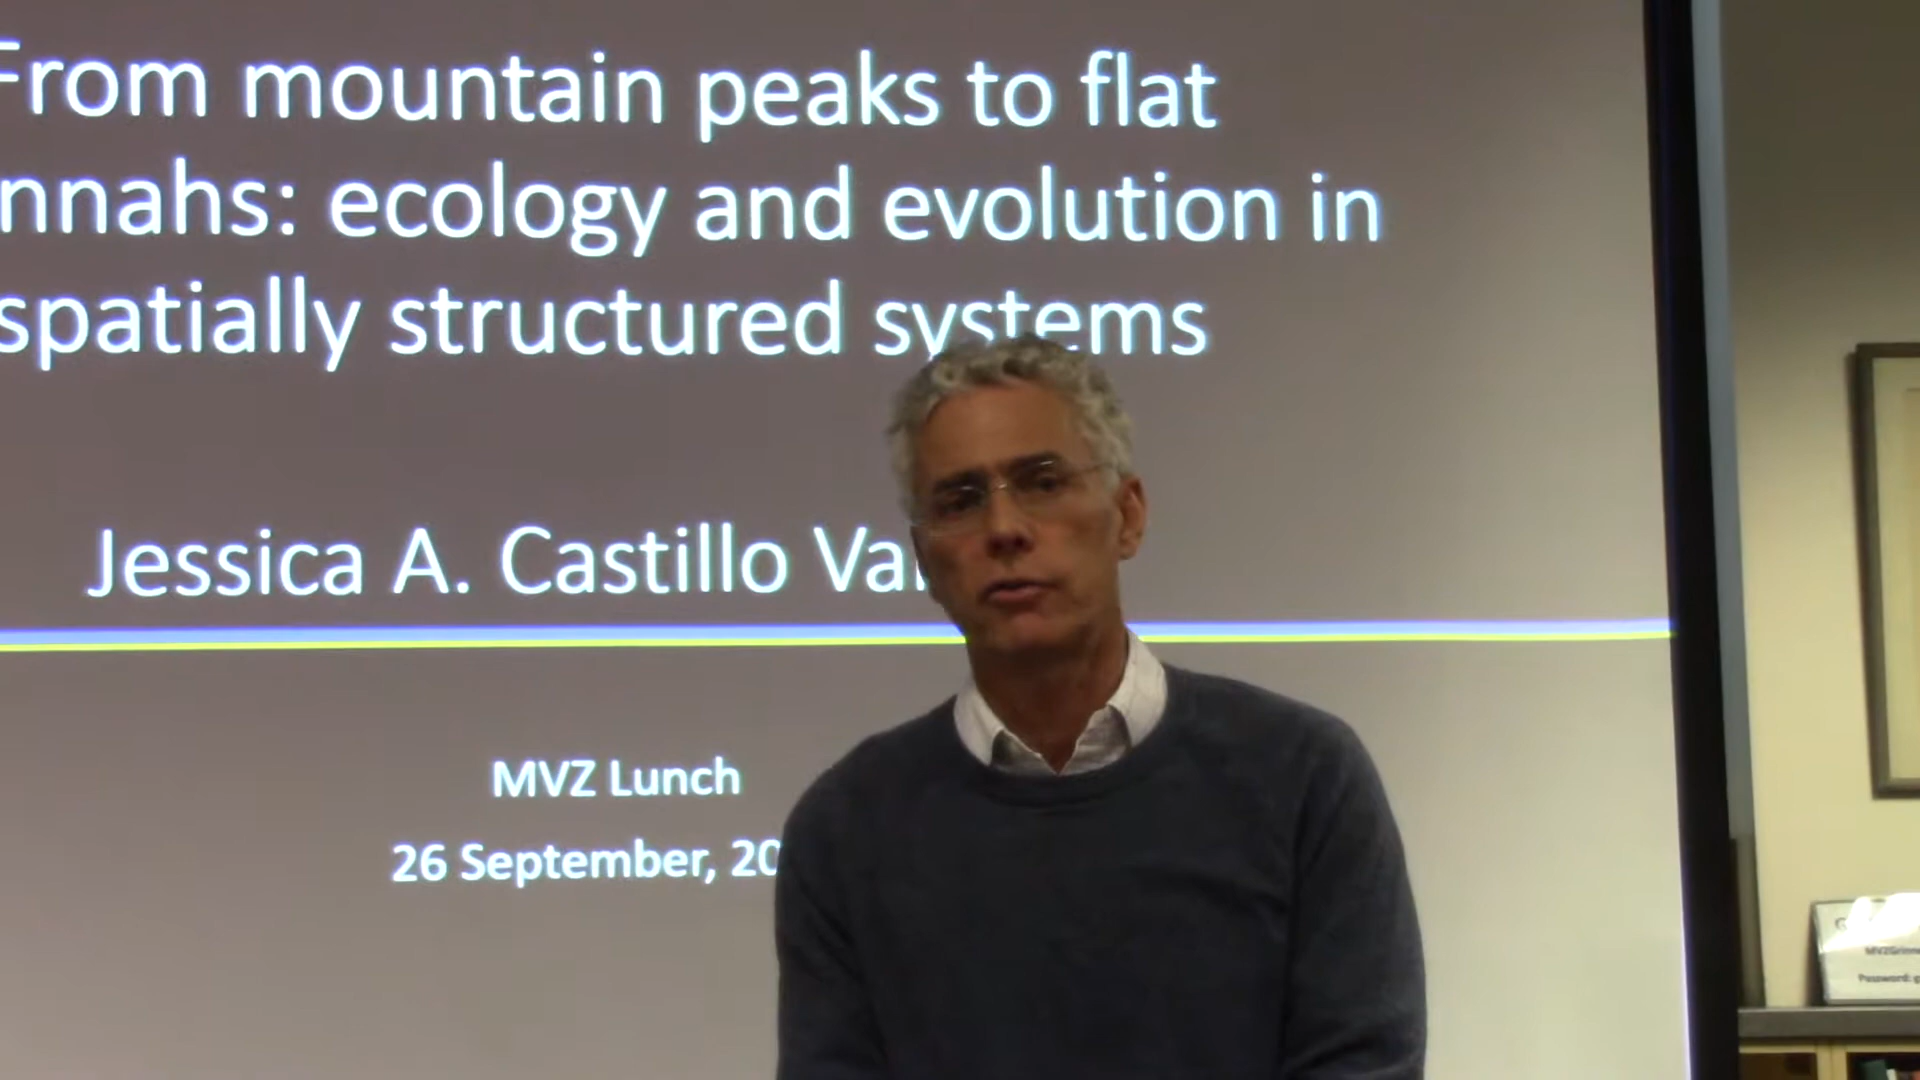 From mountain peaks to flat
nnahs: ecology and evolution in
spatially structured systems
Jessica A. Castillo
MVZ Lunch
26 September, 20
Password: